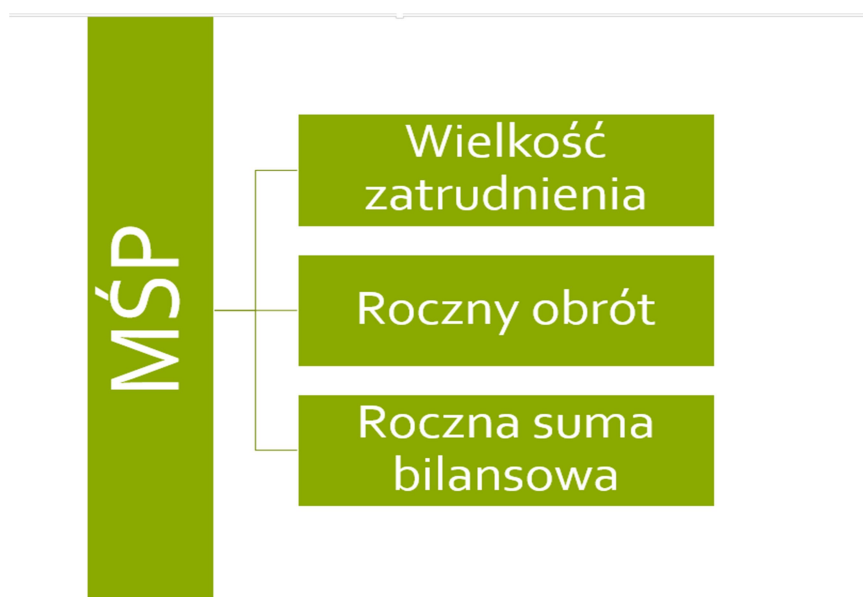 MŚP
Wielkość
zatrudnienia
Roczny obrót
Roczna suma
bilansowa